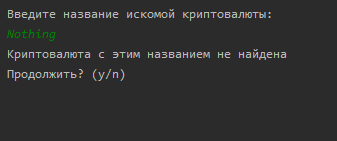 Введите название искомой криптовалюты:
Nothing
Криптовалюта с этим названием не найдена
Продолжить? (y/n)